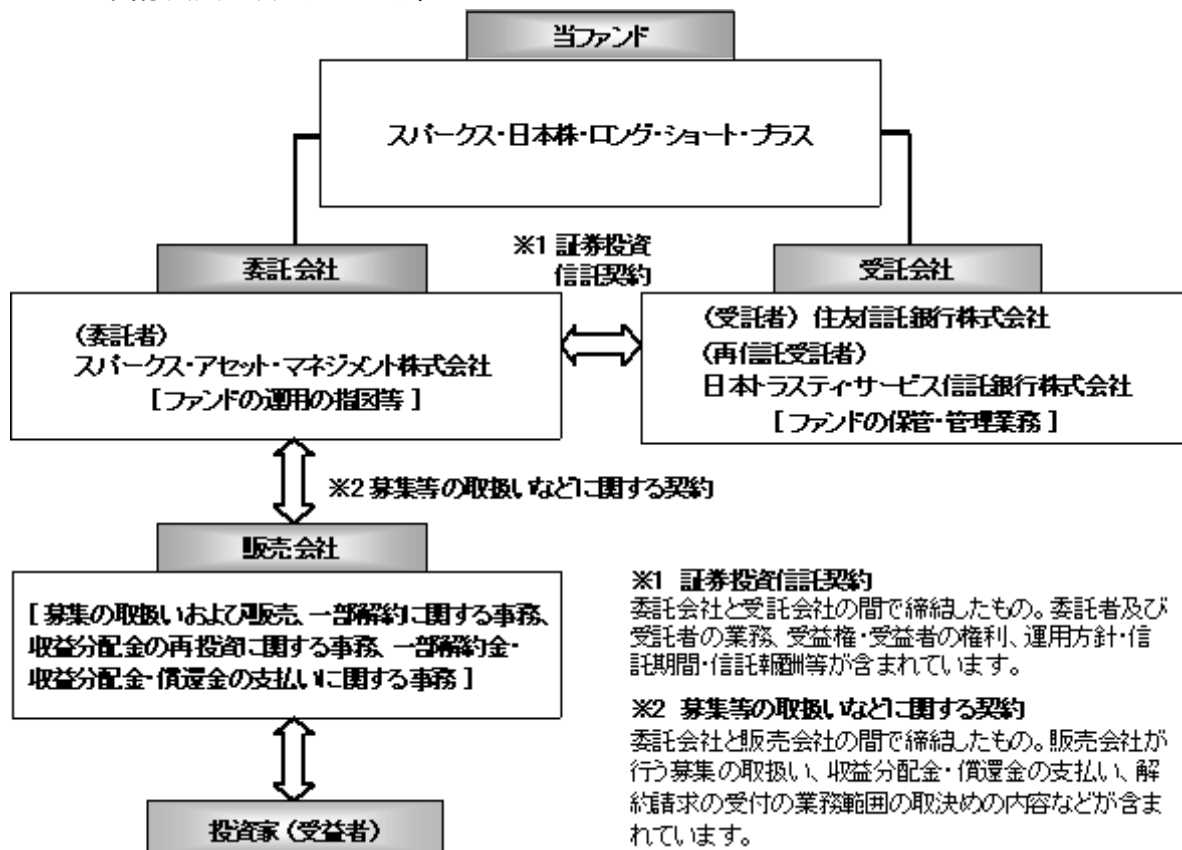 当ファンド
スパークス・日本株・ロング・ショート・プラス
※1 証券投資
信託契約
委託会社
(委託者)
スパークス・アセット・マネジメント株式会社
[ファンドの運用の指図等]
受託会社
(受託者) 住友信託銀行株式会社
(再信託受託者)
日本トラスティ・サービス信託銀行株式会社
[ファンドの保管・管理業務]
※2 募集等の取扱いなどに関する契約
販売会社
[募集の取扱いおよび販売、一部解約に関する事務、
収益分配金の再投資に関する事務、一部解約金・
収益分配金・償還金の支払いに関する事務]
投資家(受益者)
※1 証券投資信託契約
委託会社と受託会社の間で締結したもの。委託者及び
受託者の業務、受益権・受益者の権利、運用方針・信
託期間・信託報酬等が含まれています。
※2 募集等の取扱いなどに関する契約
委託会社と販売会社の間で締結したもの。販売会社が
行う募集の取扱い、収益分配金・償還金の支払い、解
約請求の受付の業務範囲の取決めの内容などが含ま
れています。